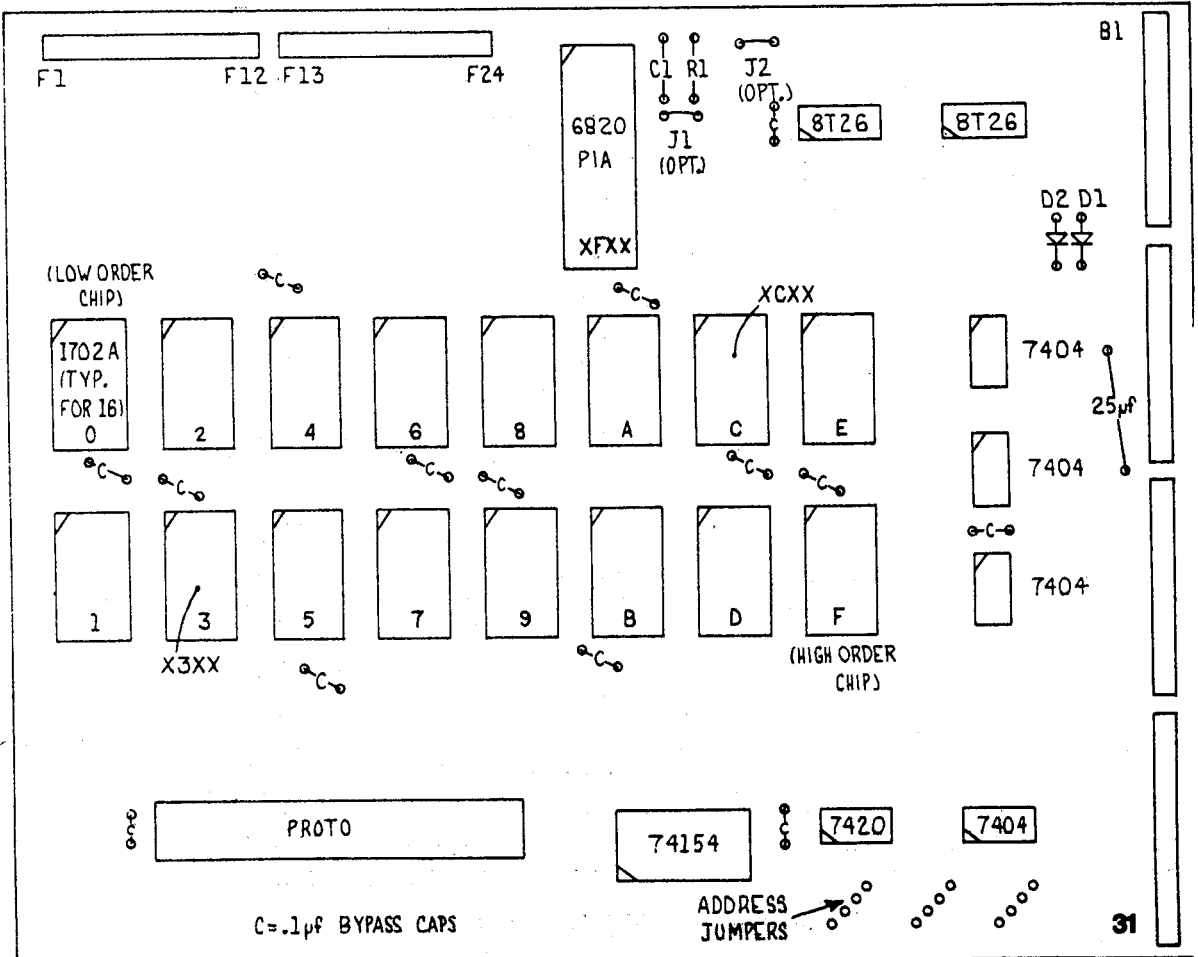 B1
F1 F12 F13 F24
C1 R1
J2
(OPT.)
J1
(OPT.)
C
6820
PIA
XFXX
8T26
8T26
D2 D1
(LOW ORDER
CHIP)
C
C
XCXX
1702A
(TYP.
FOR 16)
0
2
4
6
8
A
C
E
7404
25µf
7404
C
C
C
C
C
C
C
7404
1
3
5
7
9
B
D
F
X3XX
C
C
(HIGH ORDER
CHIP)
C
PROTO
74154
C
7420
7404
C=.1µf BYPASS CAPS
ADDRESS
JUMPERS
31